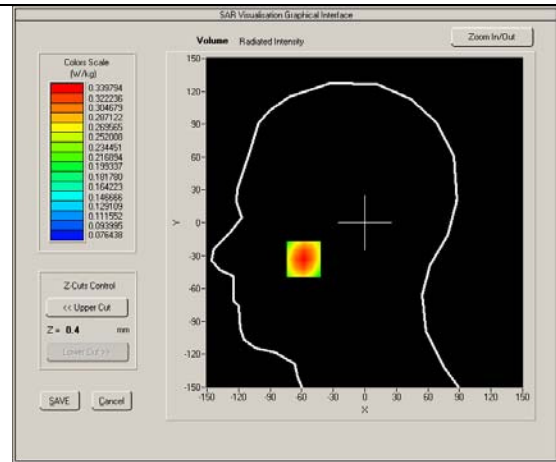 SAR Visualisation Graphical Interface
Volume Radiated Intensity
Zoom In/Out
Colors Scale
(W/kg)
0.339794
0.322236
0.304679
0.287122
0.269565
0.252008
0.234451
0.216894
0.199337
0.181780
0.164223
0.146666
0.129109
0.111552
0.093995
0.076438
Z-Cuts Control
<< Upper Cut
Z = 0.4 mm
Lower Cut >>
SAVE Cancel
150
120
90
60
30
0
-30
-60
-90
-120
-150
Y
-150 -120 -90 -60 -30 0 30 60 90 120 150
X